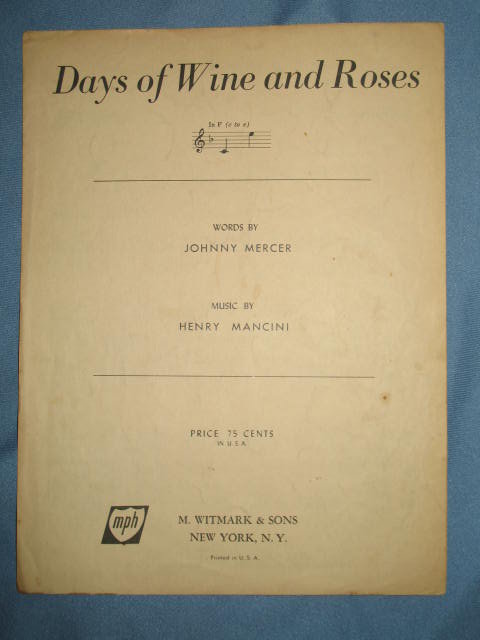 Days of Wine and Roses
In F (c to e)
WORDS BY
JOHNNY MERCER
MUSIC BY
HENRY MANCINI
PRICE 75 CENTS
IN U.S.A.
mph
M. WITMARK & SONS
NEW YORK, N. Y.
Printed in U. S. A.